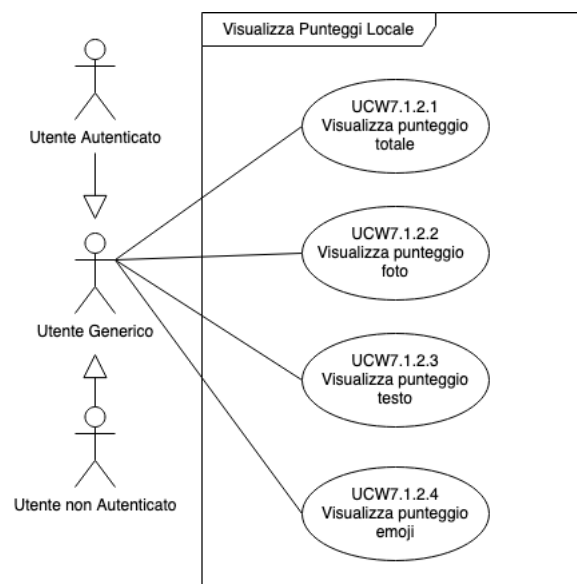 Visualizza Punteggi Locale
Utente Autenticato
UCW7.1.2.1
Visualizza punteggio
totale
Utente Generico
UCW7.1.2.2
Visualizza punteggio
foto
UCW7.1.2.3
Visualizza punteggio
testo
Utente non Autenticato
UCW7.1.2.4
Visualizza punteggio
emoji